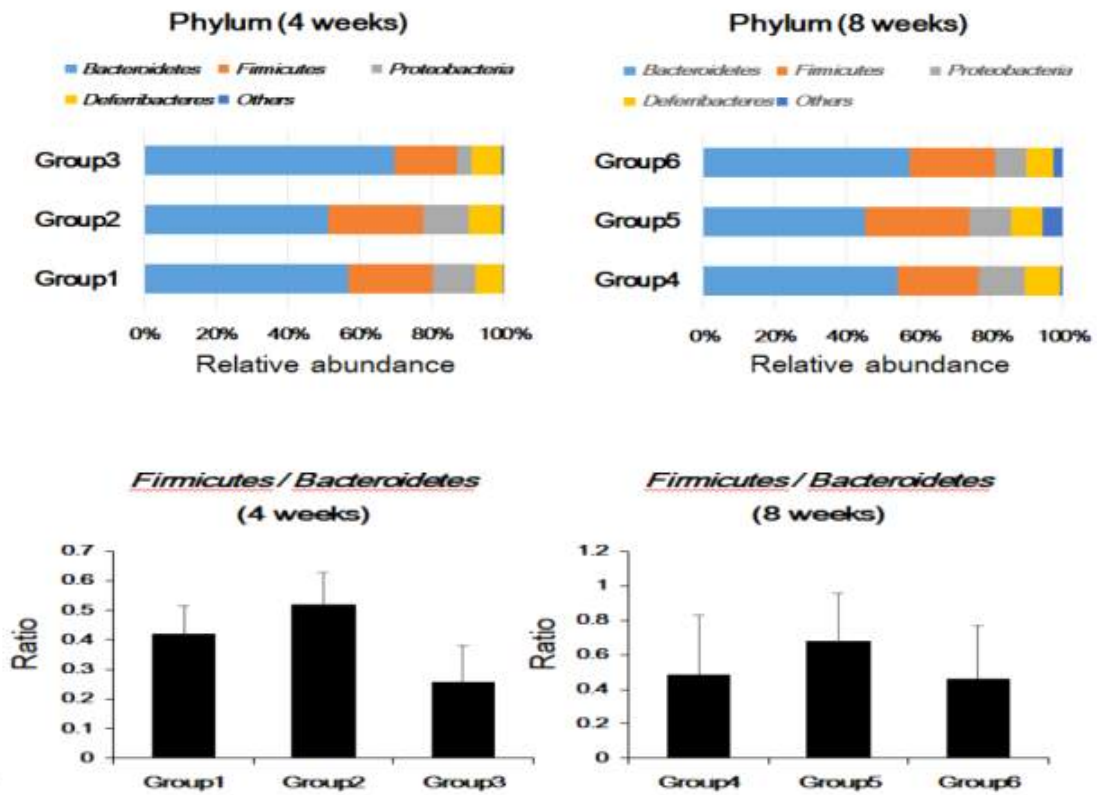 Phylum (4 weeks)
Bacteroidetes Firmicutes Proteobacteria
Deferribacteres Others
Group3
Group2
Group1
0% 20% 40% 60% 80% 100%
Relative abundance
Phylum (8 weeks)
Bacteroidetes Firmicutes Proteobacteria
Deferribacteres Others
Group6
Group5
Group4
0% 20% 40% 60% 80% 100%
Relative abundance
Firmicutes / Bacteroidetes
(4 weeks)
0.7
0.6
0.5
0.4
0.3
0.2
0.1
0
Ratio
Group1 Group2 Group3
Firmicutes / Bacteroidetes
(8 weeks)
1.2
1
0.8
0.6
0.4
0.2
0
Ratio
Group4 Group5 Group6